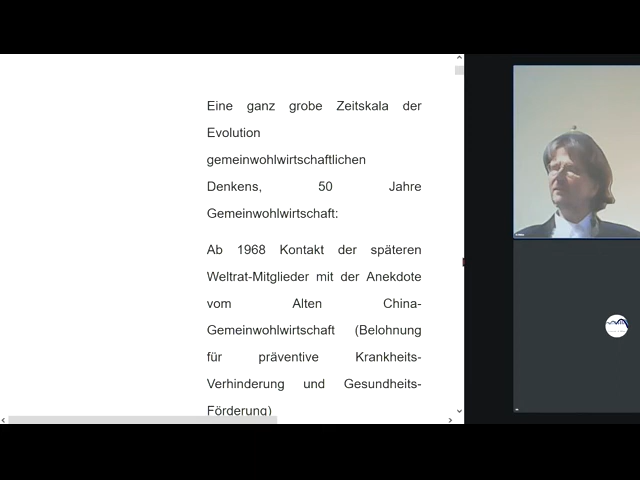 Eine ganz grobe Zeitskala der
Evolution
gemeinwohlwirtschaftlichen
Denkens, 50 Jahre
Gemeinwohlwirtschaft:
Ab 1968 Kontakt der späteren
Weltrat-Mitglieder mit der Anekdote
vom Alten China-
Gemeinwohlwirtschaft (Belohnung
für präventive Krankheits-
Verhinderung und Gesundheits-
Förderung)